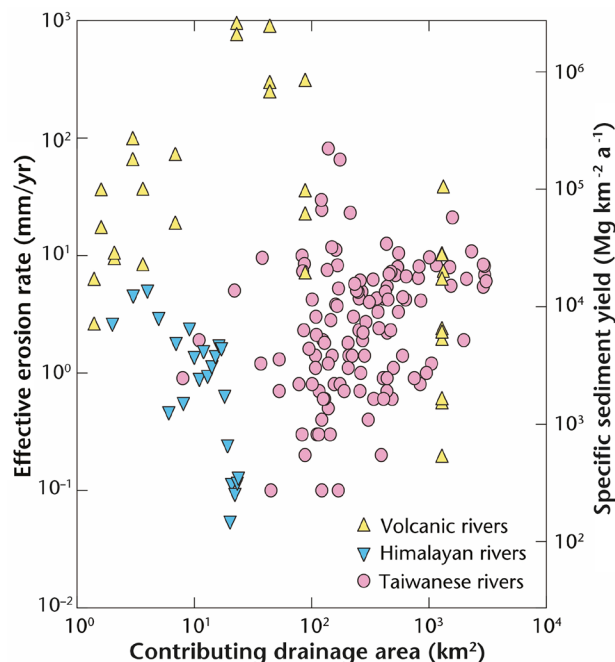 10³
10²
10¹
10⁰
10⁻¹
10⁻²
Effective erosion rate (mm/yr)
10⁶
10⁵
10⁴
10³
10²
Specific sediment yield (Mg km⁻² a⁻¹)
Volcanic rivers
Himalayan rivers
Taiwanese rivers
10⁰ 10¹ 10² 10³ 10⁴
Contributing drainage area (km²)